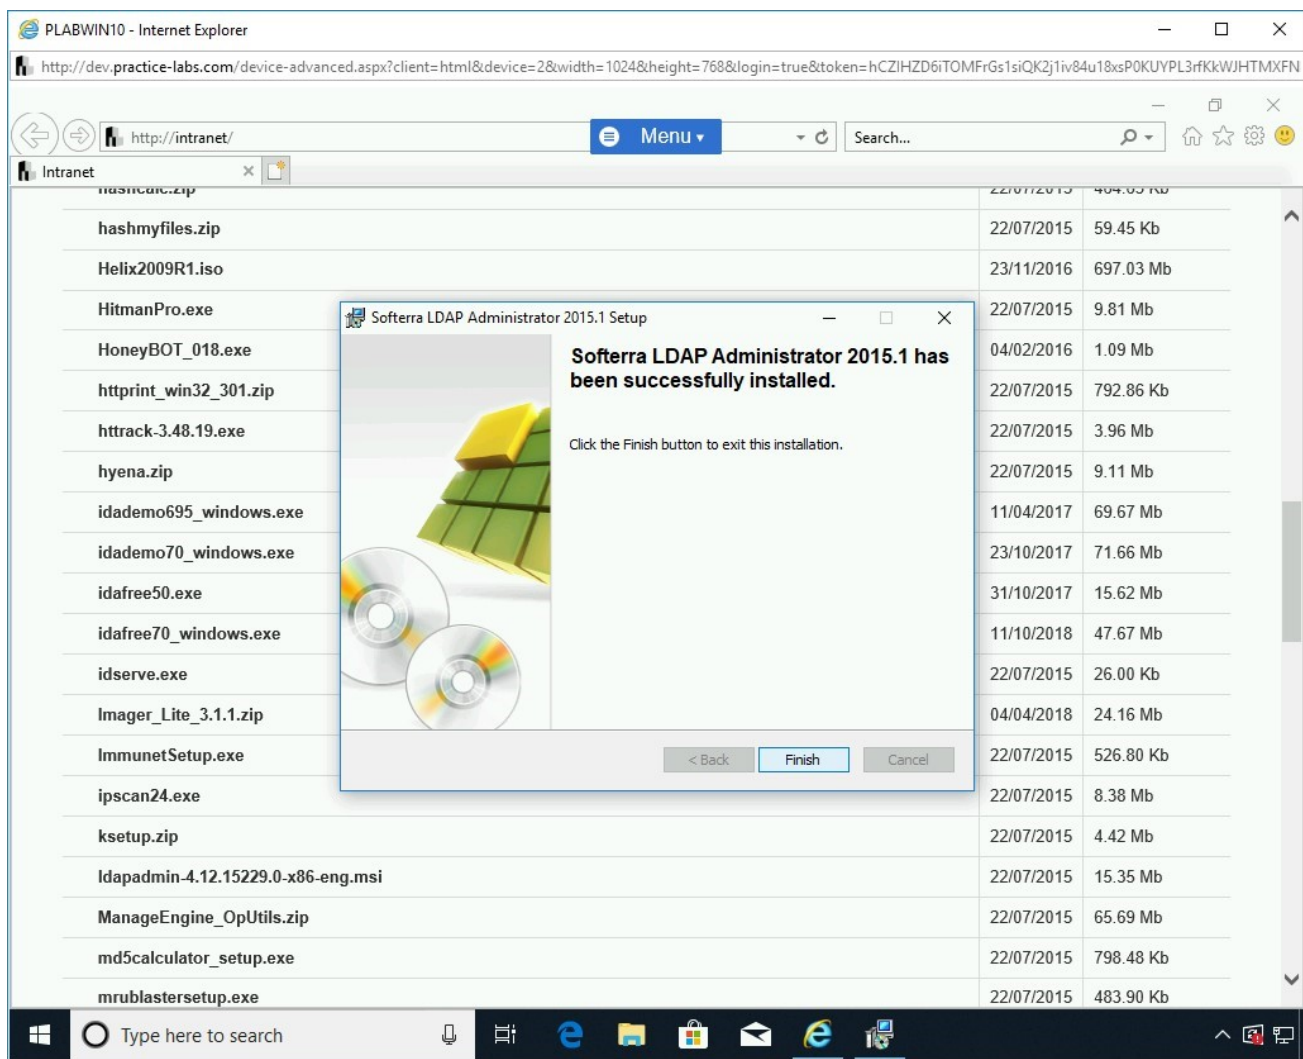 PLABWIN10 - Internet Explorer
http://dev.practice-labs.com/device-advanced.aspx?client=html&device=2&width=1024&height=768&login=true&token=hCZIHZD6iTOMFrGs1siQK2j1iv84u18xsP0KUYPL3rfKkWJHTMXFN
http://intranet/
Menu
Search...
Intranet
hashcalc.zip 22/07/2015 464.65 Kb
hashmyfiles.zip 22/07/2015 59.45 Kb
Helix2009R1.iso 23/11/2016 697.03 Mb
HitmanPro.exe 22/07/2015 9.81 Mb
HoneyBOT_018.exe 04/02/2016 1.09 Mb
httprint_win32_301.zip 22/07/2015 792.86 Kb
httrack-3.48.19.exe 22/07/2015 3.96 Mb
hyena.zip 22/07/2015 9.11 Mb
idademo695_windows.exe 11/04/2017 69.67 Mb
idademo70_windows.exe 23/10/2017 71.66 Mb
idafree50.exe 31/10/2017 15.62 Mb
idafree70_windows.exe 11/10/2018 47.67 Mb
idserve.exe 22/07/2015 26.00 Kb
Imager_Lite_3.1.1.zip 04/04/2018 24.16 Mb
ImmunetSetup.exe 22/07/2015 526.80 Kb
ipscan24.exe 22/07/2015 8.38 Mb
ksetup.zip 22/07/2015 4.42 Mb
ldapadmin-4.12.15229.0-x86-eng.msi 22/07/2015 15.35 Mb
ManageEngine_OpUtils.zip 22/07/2015 65.69 Mb
md5calculator_setup.exe 22/07/2015 798.48 Kb
mrublastersetup.exe 22/07/2015 483.90 Kb
Softerra LDAP Administrator 2015.1 Setup
Softerra LDAP Administrator 2015.1 has
been successfully installed.
Click the Finish button to exit this installation.
< Back Finish Cancel
Type here to search